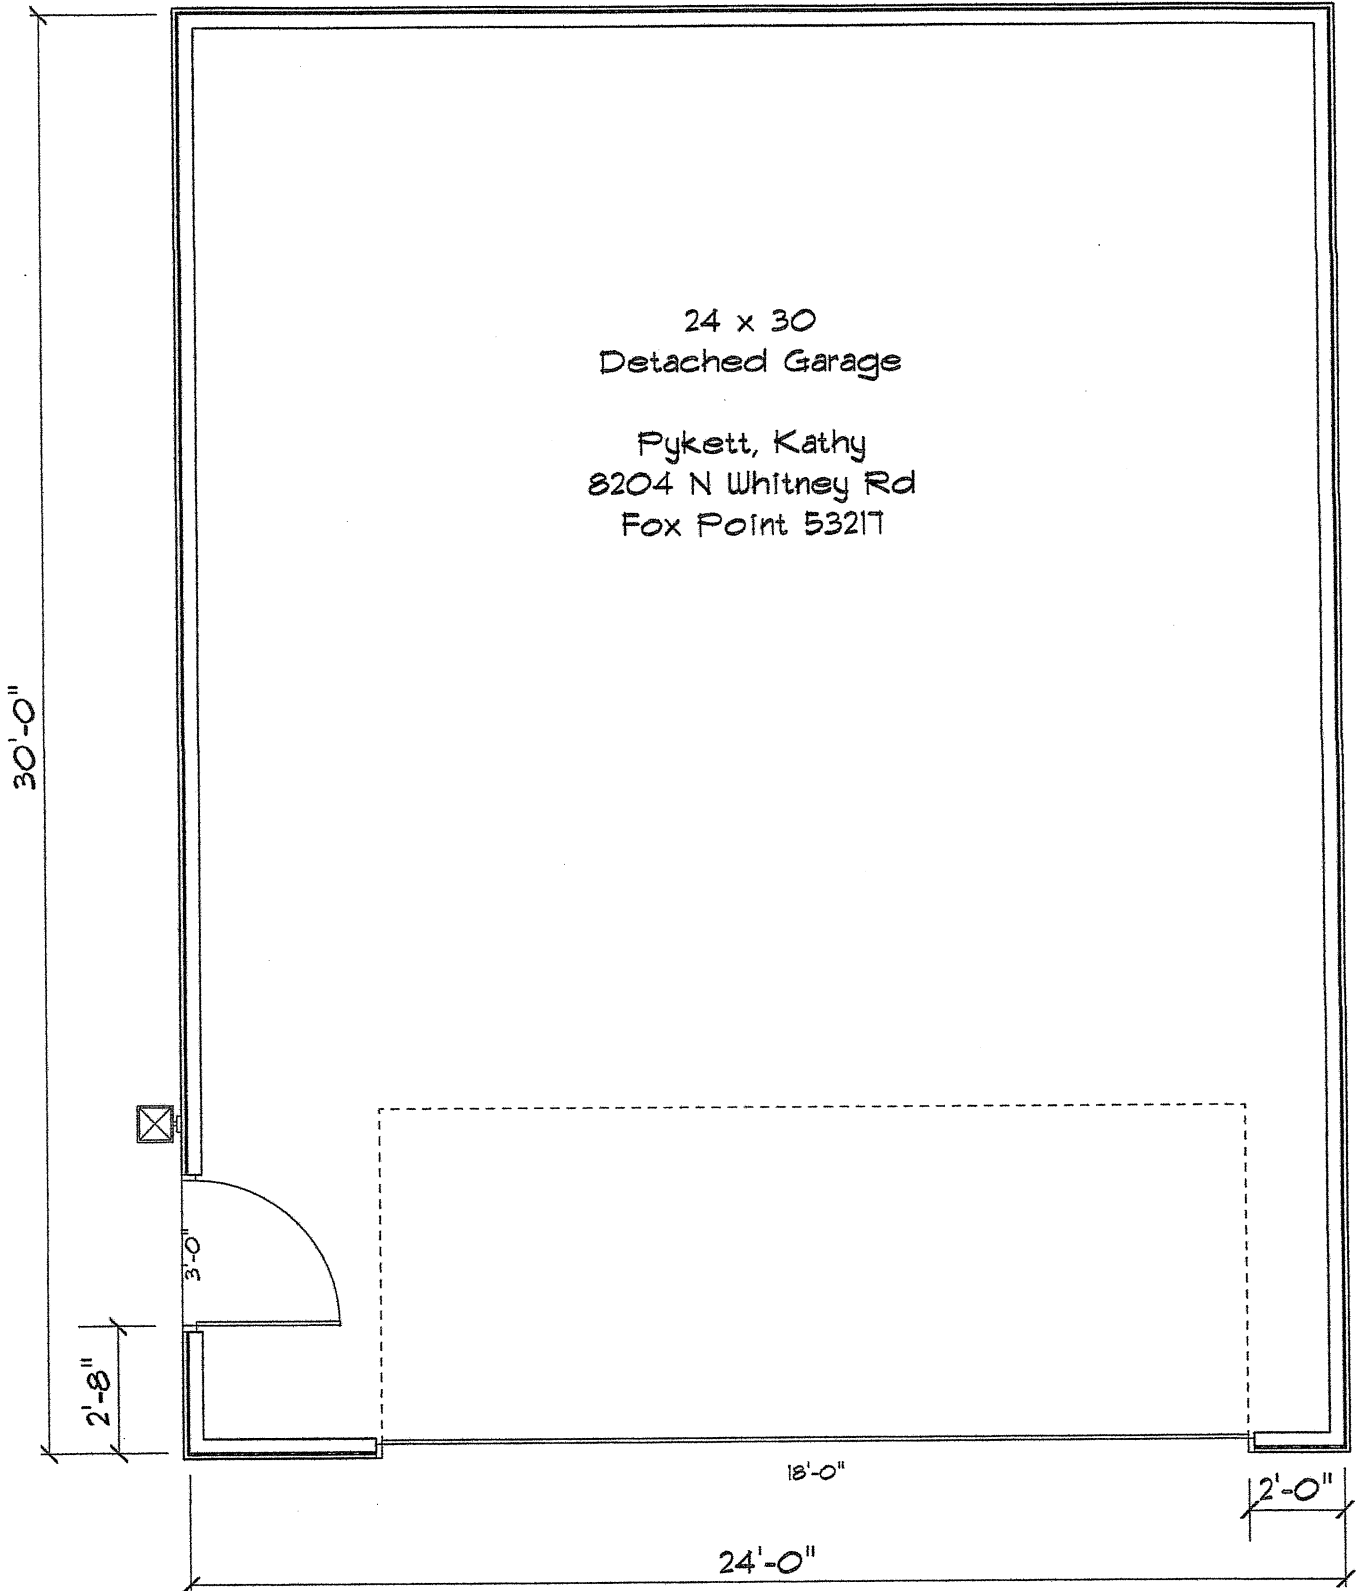 24 x 30
Detached Garage
Pykett, Kathy
8204 N Whitney Rd
Fox Point 53217
30'-0"
3'-0"
2'-8"
18'-0"
2'-0"
24'-0"